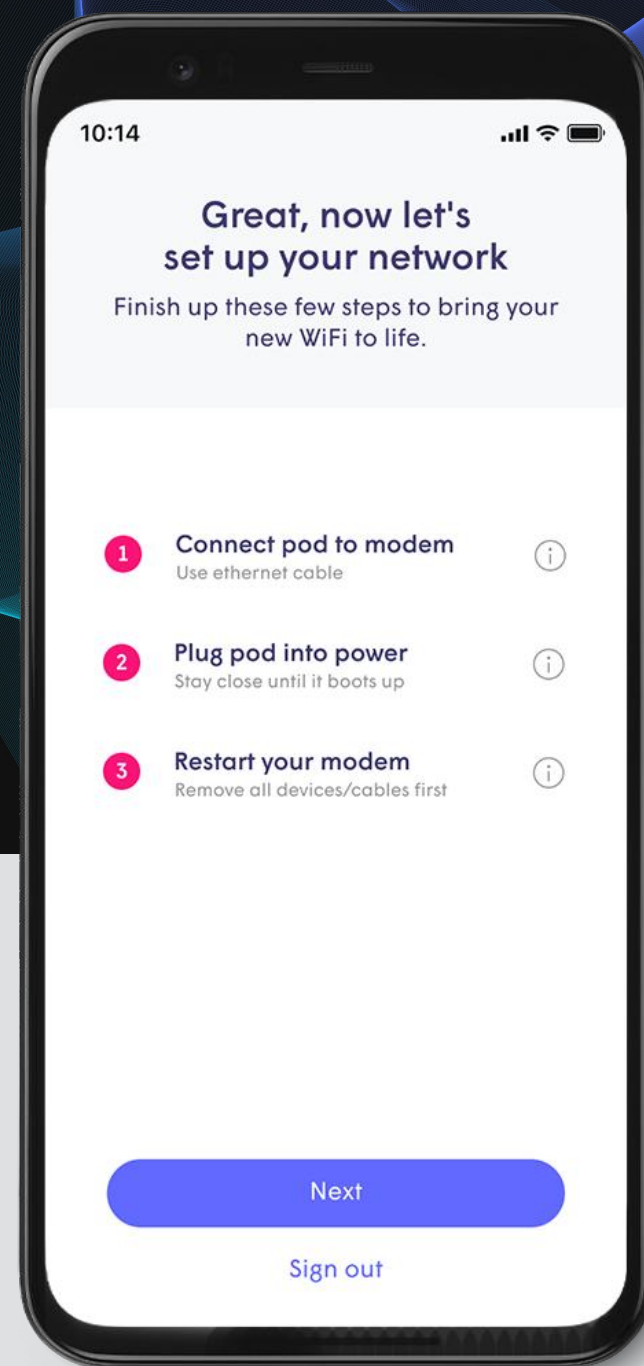 10:14
Great, now let's
set up your network
Finish up these few steps to bring your
new WiFi to life.
1 Connect pod to modem
Use ethernet cable
2 Plug pod into power
Stay close until it boots up
3 Restart your modem
Remove all devices/cables first
Next
Sign out